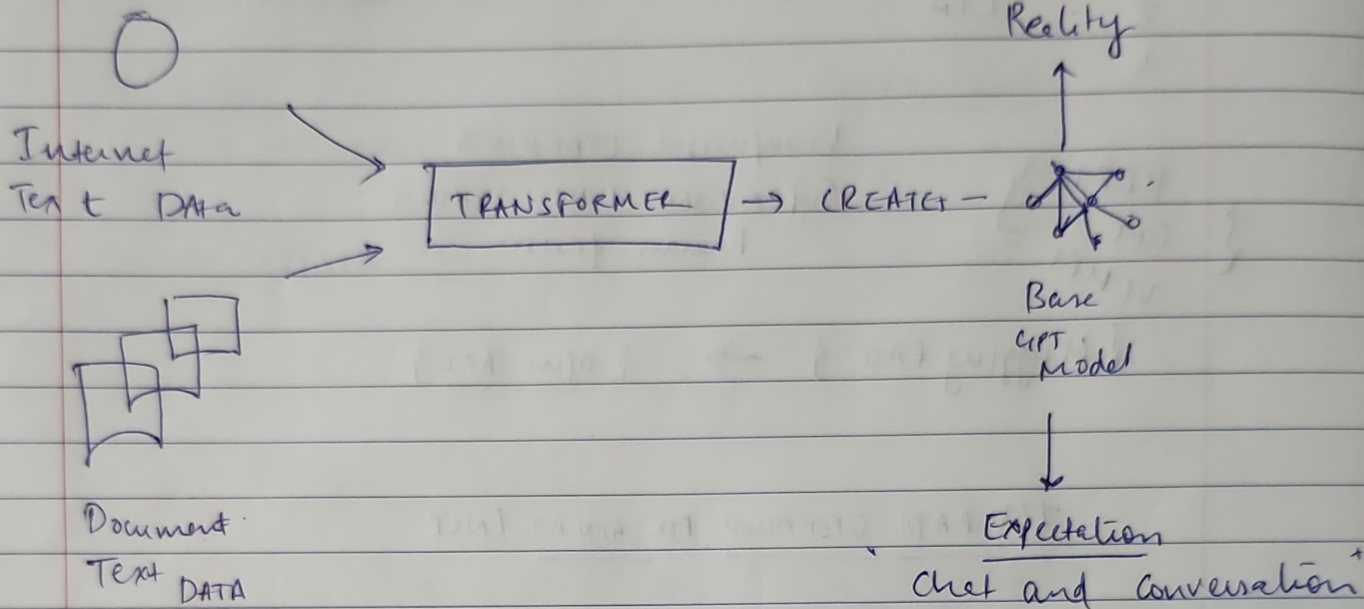 Reality
Internet
Text Data
TRANSFORMER → CREATES –
Base
GPT
Model
Document
Text DATA
Expectation
"Chat and Conversation"